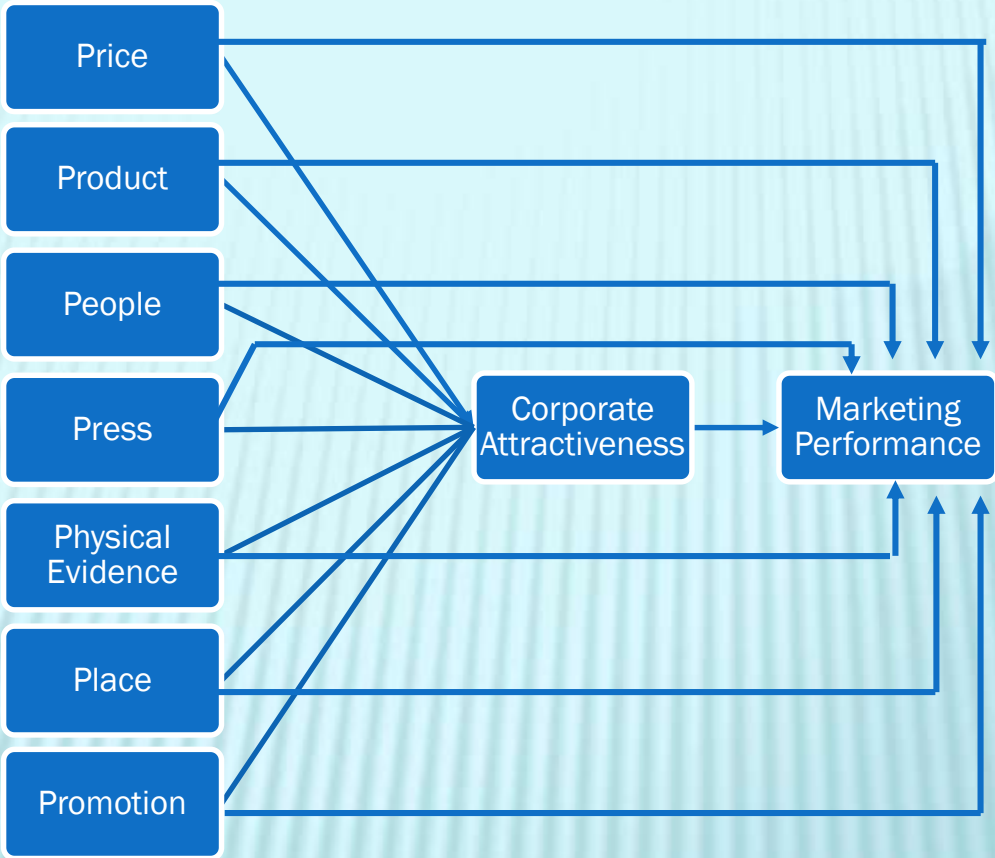 Price
Product
People
Press
Corporate
Attractiveness
Marketing
Performance
Physical
Evidence
Place
Promotion